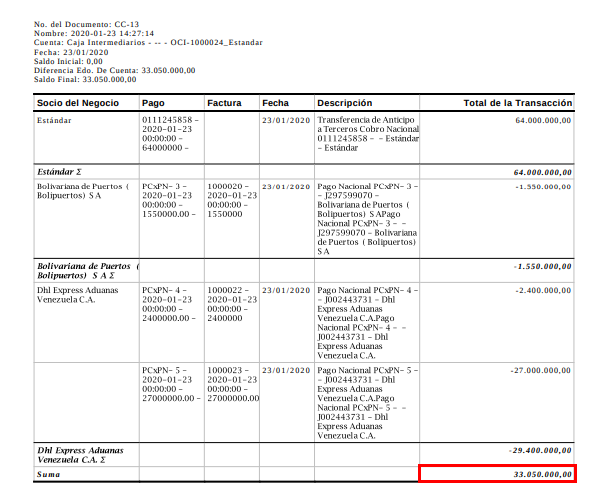 No. del Documento: CC-13
Nombre: 2020-01-23 14:27:14
Cuenta: Caja Intermediarios - -- - OCI-1000024_Estandar
Fecha: 23/01/2020
Saldo Inicial: 0,00
Diferencia Edo. De Cuenta: 33.050.000,00
Saldo Final: 33.050.000,00
Socio del Negocio Pago Factura Fecha Descripción Total de la Transacción
Estándar 0111245858 – 23/01/2020 Transferencia de Anticipo 64.000.000,00
2020-01-23 a Terceros Cobro Nacional
00:00:00 – 0111245858 – – Estándar
64000000 – – Estándar
Estándar Σ 64.000.000,00
Bolivariana de Puertos ( PCxPN– 3 – 1000020 – 23/01/2020 Pago Nacional PCxPN– 3 – -1.550.000,00
Bolipuertos) S A 2020-01-23 2020-01-23 – J297599070 –
00:00:00 – 00:00:00 – Bolivariana de Puertos (
1550000.00 – 1550000 Bolipuertos) S APago
Nacional PCxPN– 3 – –
J297599070 – Bolivariana
de Puertos ( Bolipuertos)
S A
Bolivariana de Puertos (
Bolipuertos) S A Σ -1.550.000,00
Dhl Express Aduanas PCxPN– 4 – 1000022 – 23/01/2020 Pago Nacional PCxPN– 4 – -2.400.000,00
Venezuela C.A. 2020-01-23 2020-01-23 – J002443731 – Dhl
00:00:00 – 00:00:00 – Express Aduanas
2400000.00 – 2400000 Venezuela C.A.Pago
Nacional PCxPN– 4 – –
J002443731 – Dhl
Express Aduanas
Venezuela C.A.
PCxPN– 5 – 1000023 – 23/01/2020 Pago Nacional PCxPN– 5 – -27.000.000,00
2020-01-23 2020-01-23 – J002443731 – Dhl
00:00:00 – 00:00:00 – Express Aduanas
27000000.00 – 27000000.00 Venezuela C.A.Pago
Nacional PCxPN– 5 – –
J002443731 – Dhl
Express Aduanas
Venezuela C.A.
Dhl Express Aduanas
Venezuela C.A. Σ -29.400.000,00
Suma 33.050.000,00